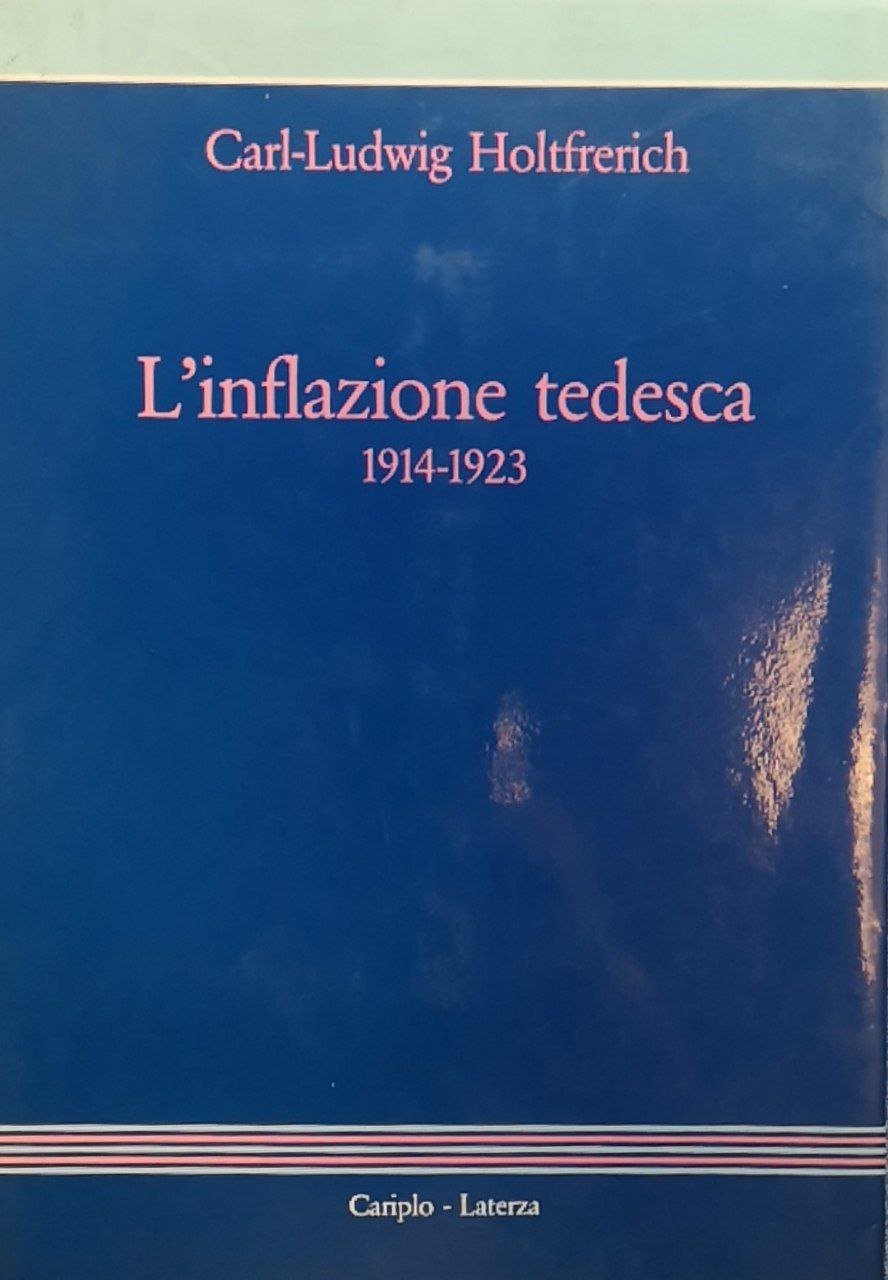 Carl-Ludwig Holtfrerich
L'inflazione tedesca
1914-1923
Cariplo - Laterza